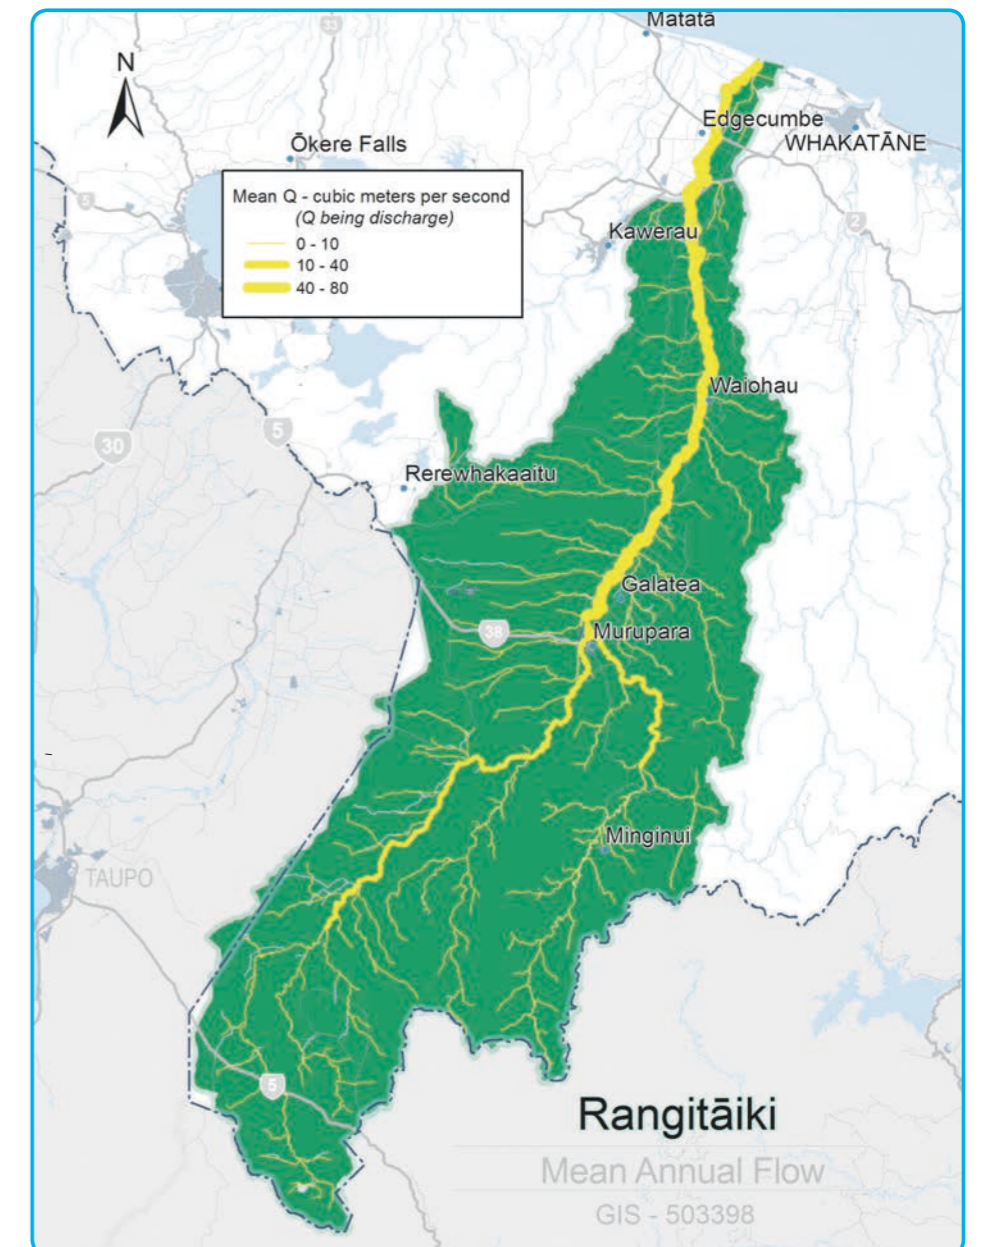 Matatā
33
N
Edgecumbe
WHAKATĀNE
Ōkere Falls
Mean Q - cubic meters per second
(Q being discharge)
0 - 10
10 - 40
40 - 80
5
2
Kawerau
Waiohau
30
5
Rerewhakaaitu
Galatea
38
Murupara
Minginui
TAUPO
5
Rangitāiki
Mean Annual Flow
GIS - 503398